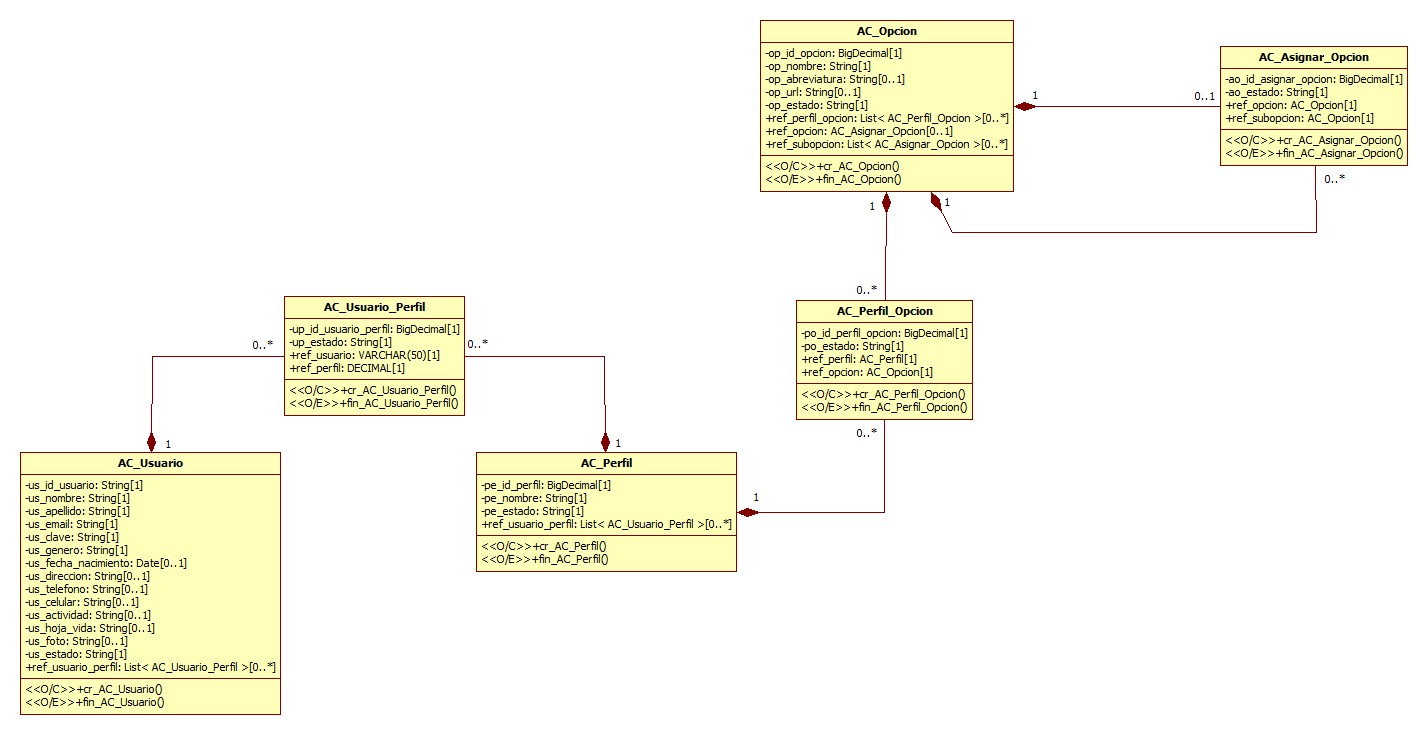 AC_Opcion
-op_id_opcion: BigDecimal[1]
-op_nombre: String[1]
-op_abreviatura: String[0..1]
-op_url: String[0..1]
-op_estado: String[1]
+ref_perfil_opcion: List< AC_Perfil_Opcion >[0..*]
+ref_opcion: AC_Asignar_Opcion[0..1]
+ref_subopcion: List< AC_Asignar_Opcion >[0..*]
<<O/C>>+cr_AC_Opcion()
<<O/E>>+fin_AC_Opcion()
1
0..1
AC_Asignar_Opcion
-ao_id_asignar_opcion: BigDecimal[1]
-ao_estado: String[1]
+ref_opcion: AC_Opcion[1]
+ref_subopcion: AC_Opcion[1]
<<O/C>>+cr_AC_Asignar_Opcion()
<<O/E>>+fin_AC_Asignar_Opcion()
0..*
1
1
0..*
AC_Usuario_Perfil
-up_id_usuario_perfil: BigDecimal[1]
-up_estado: String[1]
+ref_usuario: VARCHAR(50)[1]
+ref_perfil: DECIMAL[1]
<<O/C>>+cr_AC_Usuario_Perfil()
<<O/E>>+fin_AC_Usuario_Perfil()
0..*
0..*
AC_Perfil_Opcion
-po_id_perfil_opcion: BigDecimal[1]
-po_estado: String[1]
+ref_perfil: AC_Perfil[1]
+ref_opcion: AC_Opcion[1]
<<O/C>>+cr_AC_Perfil_Opcion()
<<O/E>>+fin_AC_Perfil_Opcion()
0..*
1
1
AC_Usuario
-us_id_usuario: String[1]
-us_nombre: String[1]
-us_apellido: String[1]
-us_email: String[1]
-us_clave: String[1]
-us_genero: String[1]
-us_fecha_nacimiento: Date[0..1]
-us_direccion: String[0..1]
-us_telefono: String[0..1]
-us_celular: String[0..1]
-us_actividad: String[0..1]
-us_hoja_vida: String[0..1]
-us_foto: String[0..1]
-us_estado: String[1]
+ref_usuario_perfil: List< AC_Usuario_Perfil >[0..*]
<<O/C>>+cr_AC_Usuario()
<<O/E>>+fin_AC_Usuario()
AC_Perfil
-pe_id_perfil: BigDecimal[1]
-pe_nombre: String[1]
-pe_estado: String[1]
+ref_usuario_perfil: List< AC_Usuario_Perfil >[0..*]
<<O/C>>+cr_AC_Perfil()
<<O/E>>+fin_AC_Perfil()
1